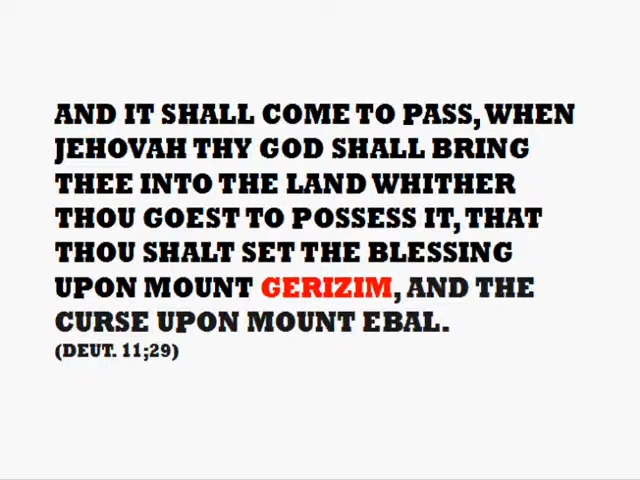 AND IT SHALL COME TO PASS, WHEN
JEHOVAH THY GOD SHALL BRING
THEE INTO THE LAND WHITHER
THOU GOEST TO POSSESS IT, THAT
THOU SHALT SET THE BLESSING
UPON MOUNT GERIZIM, AND THE
CURSE UPON MOUNT EBAL.
(DEUT. 11;29)